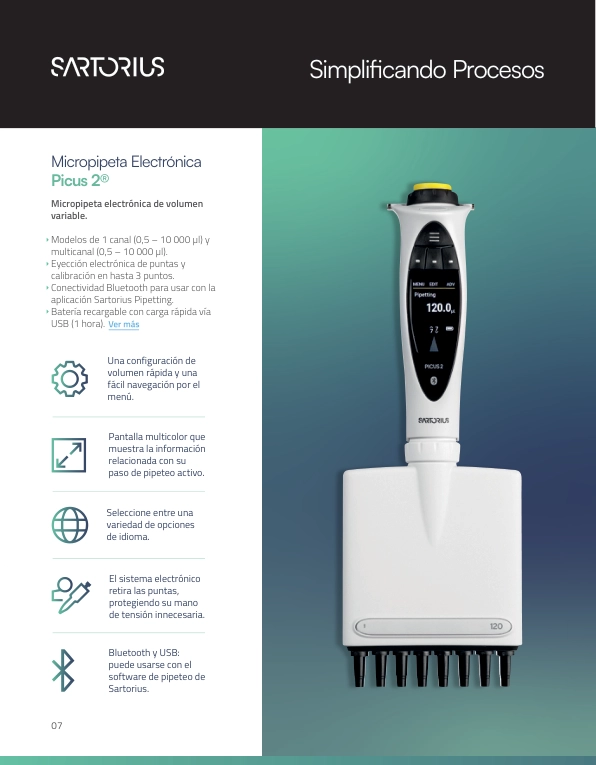 SARTORIUS
Simplificando Procesos
Micropipeta Electrónica
Picus 2®
Micropipeta electrónica de volumen
variable.
Modelos de 1 canal (0,5 – 10 000 µl) y
multicanal (0,5 – 10 000 µl).
Eyección electrónica de puntas y
calibración en hasta 3 puntos.
Conectividad Bluetooth para usar con la
aplicación Sartorius Pipetting.
Batería recargable con carga rápida vía
USB (1 hora). Ver más
Una configuración de
volumen rápida y una
fácil navegación por el
menú.
Pantalla multicolor que
muestra la información
relacionada con su
paso de pipeteo activo.
Seleccione entre una
variedad de opciones
de idioma.
El sistema electrónico
retira las puntas,
protegiendo su mano
de tensión innecesaria.
Bluetooth y USB:
puede usarse con el
software de pipeteo de
Sartorius.
07
MENU EDIT ADV
Pipetting
120.0 µl
PICUS 2
SARTORIUS
120